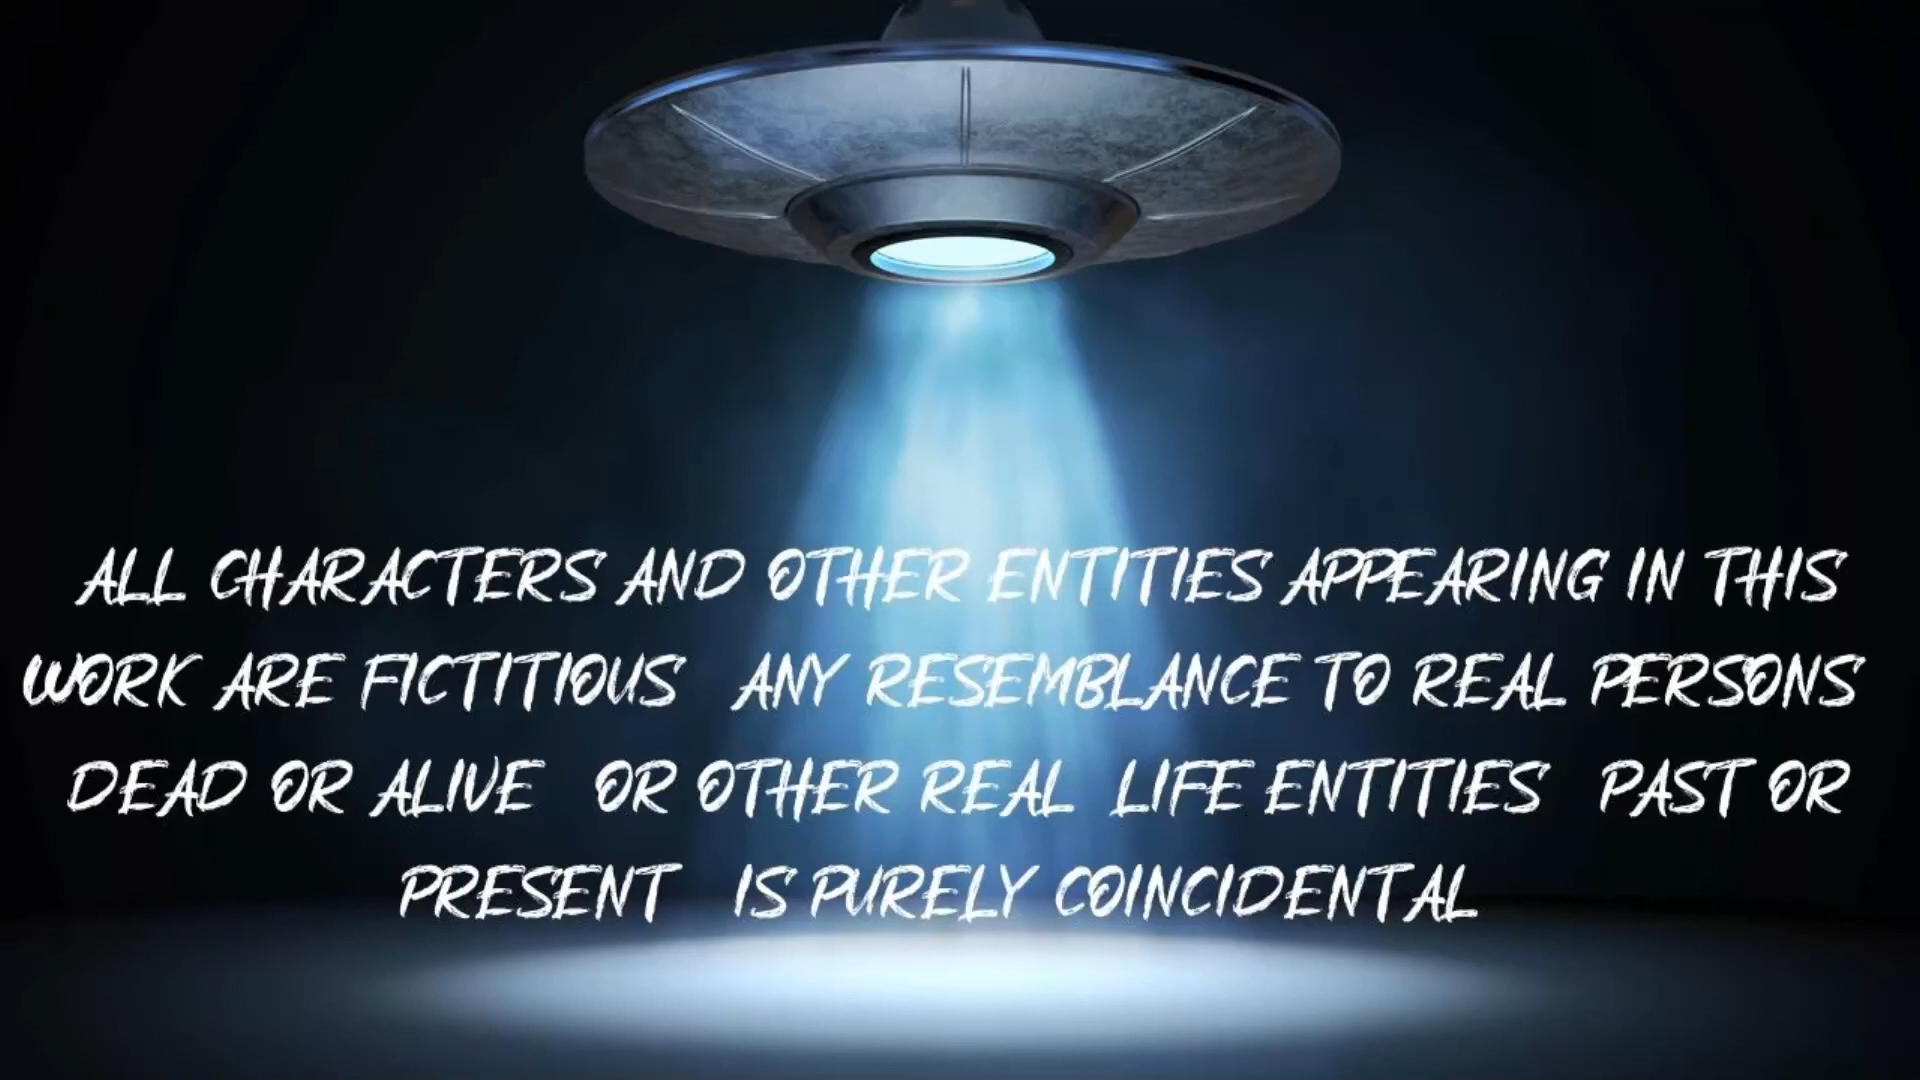 ALL CHARACTERS AND OTHER ENTITIES APPEARING IN THIS
WORK ARE FICTITIOUS ANY RESEMBLANCE TO REAL PERSONS
DEAD OR ALIVE OR OTHER REAL LIFE ENTITIES PAST OR
PRESENT IS PURELY COINCIDENTAL